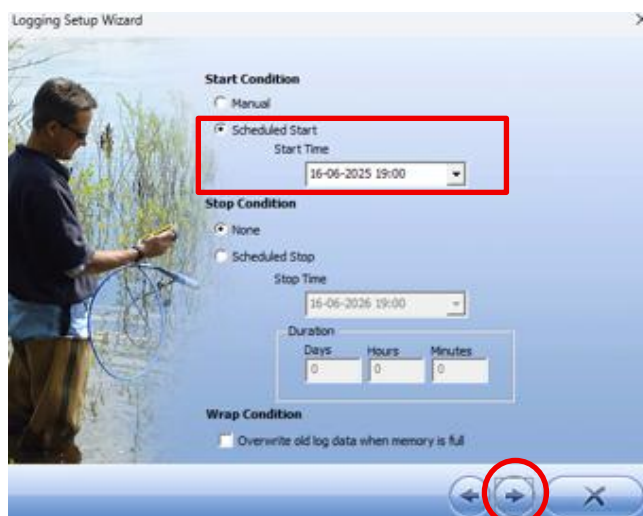 Logging Setup Wizard
Start Condition
Manual
Scheduled Start
Start Time
16-06-2025 19:00
Stop Condition
None
Scheduled Stop
Stop Time
16-06-2026 19:00
Duration
Days Hours Minutes
0 0 0
Wrap Condition
Overwrite old log data when memory is full